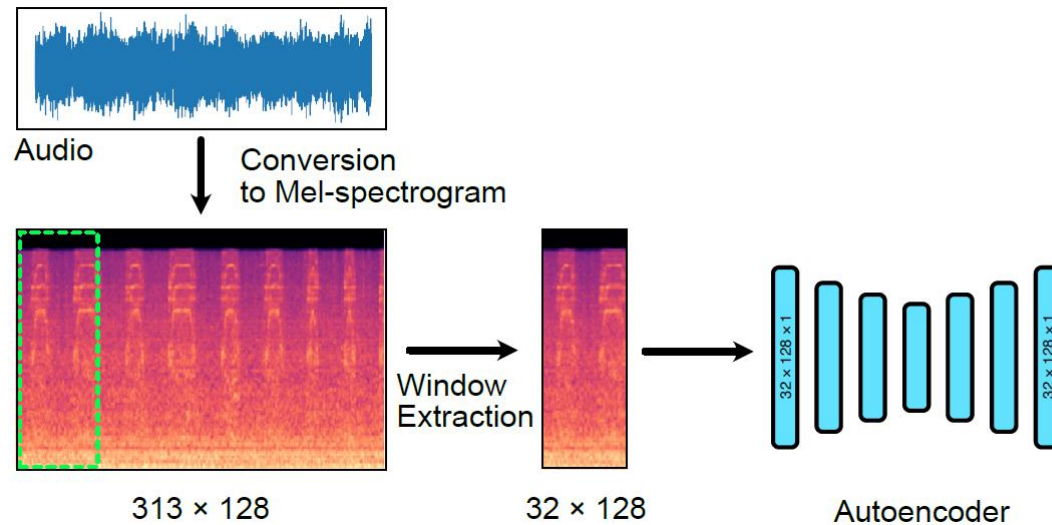 Audio
Conversion
to Mel-spectrogram
Window
Extraction
32 × 128 × 1
32 × 128 × 1
313 × 128
32 × 128
Autoencoder